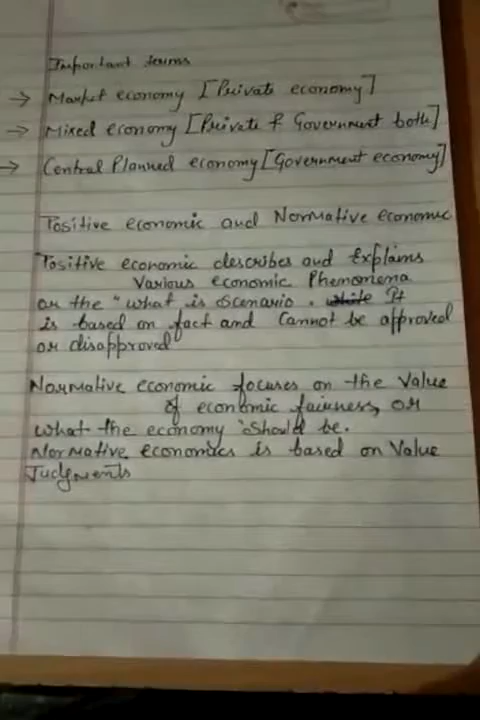 Important terms
→ Market economy [Private economy]
→ Mixed economy [Private & Government both]
→ Central Planned economy [Government economy]
Positive economic and Normative economic
Positive economic describes and Explains
Various economic Phenomena
or the "what is scenario. while It
is based on fact and Cannot be approved
or disapproved
Normative economic focuses on the Value
of economic fairness, or
what the economy "Should be.
Normative economics is based on Value
Judgments